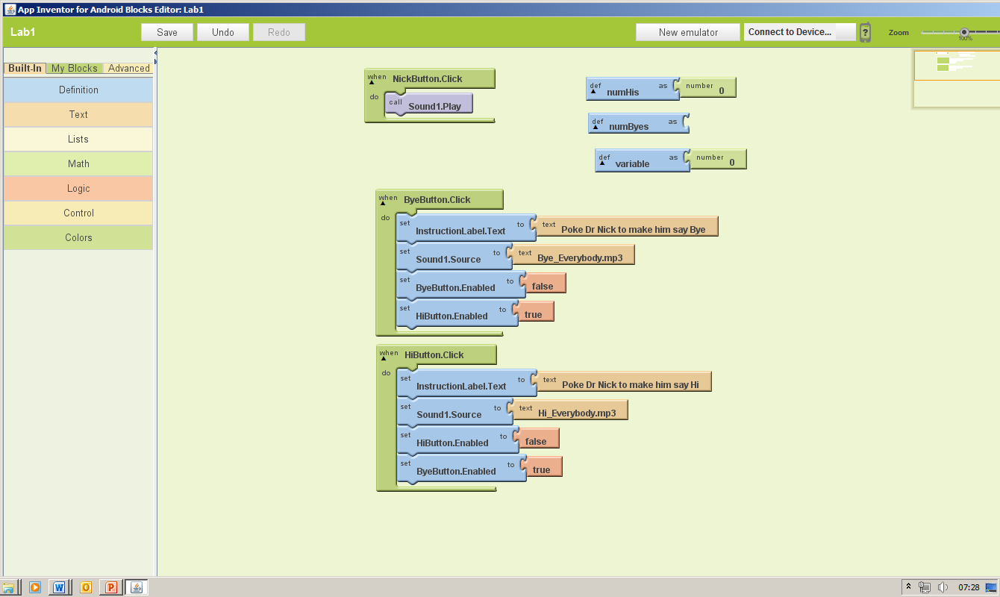 App Inventor for Android Blocks Editor: Lab1
Lab1 Save Undo Redo New emulator Connect to Device... ? Zoom 100%
Built-In My Blocks Advanced
Definition
Text
Lists
Math
Logic
Control
Colors
when NickButton.Click
do call Sound1.Play
def numHis as number 0
def numByes as
def variable as number 0
when ByeButton.Click
do set InstructionLabel.Text to text Poke Dr Nick to make him say Bye
set Sound1.Source to text Bye_Everybody.mp3
set ByeButton.Enabled to false
set HiButton.Enabled to true
when HiButton.Click
do set InstructionLabel.Text to text Poke Dr Nick to make him say Hi
set Sound1.Source to text Hi_Everybody.mp3
set HiButton.Enabled to false
set ByeButton.Enabled to true
07:28